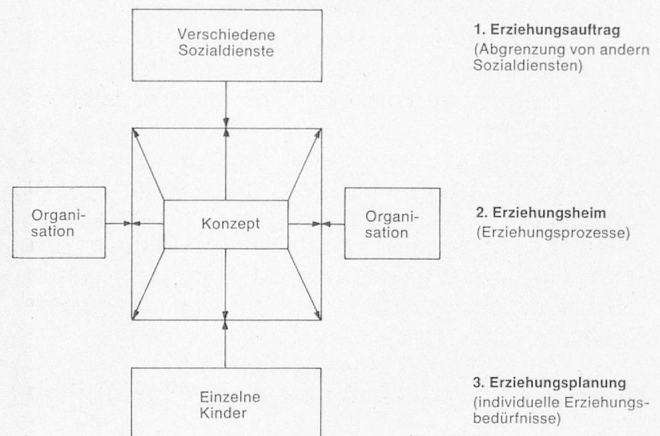 Verschiedene
Sozialdienste
1. Erziehungsauftrag
(Abgrenzung von andern
Sozialdiensten)
Organi-
sation
Konzept
Organi-
sation
2. Erziehungsheim
(Erziehungsprozesse)
Einzelne
Kinder
3. Erziehungsplanung
(individuelle Erziehungs-
bedürfnisse)